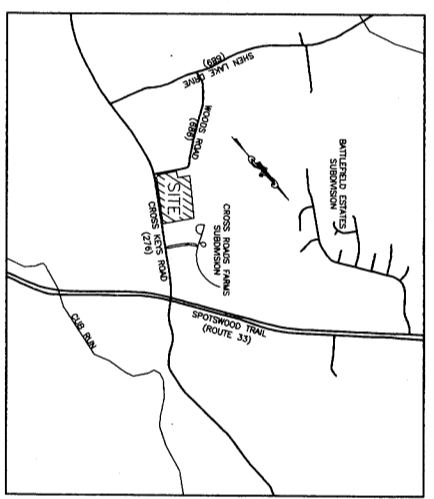 SHEN LAKE DRIVE
(689)
WOODS ROAD
(688)
SITE
BATTLEFIELD ESTATES
SUBDIVISION
CROSS ROADS FARMS
SUBDIVISION
CROSS KEYS ROAD
(276)
SPOTSWOOD TRAIL
(ROUTE 33)
CUB RUN